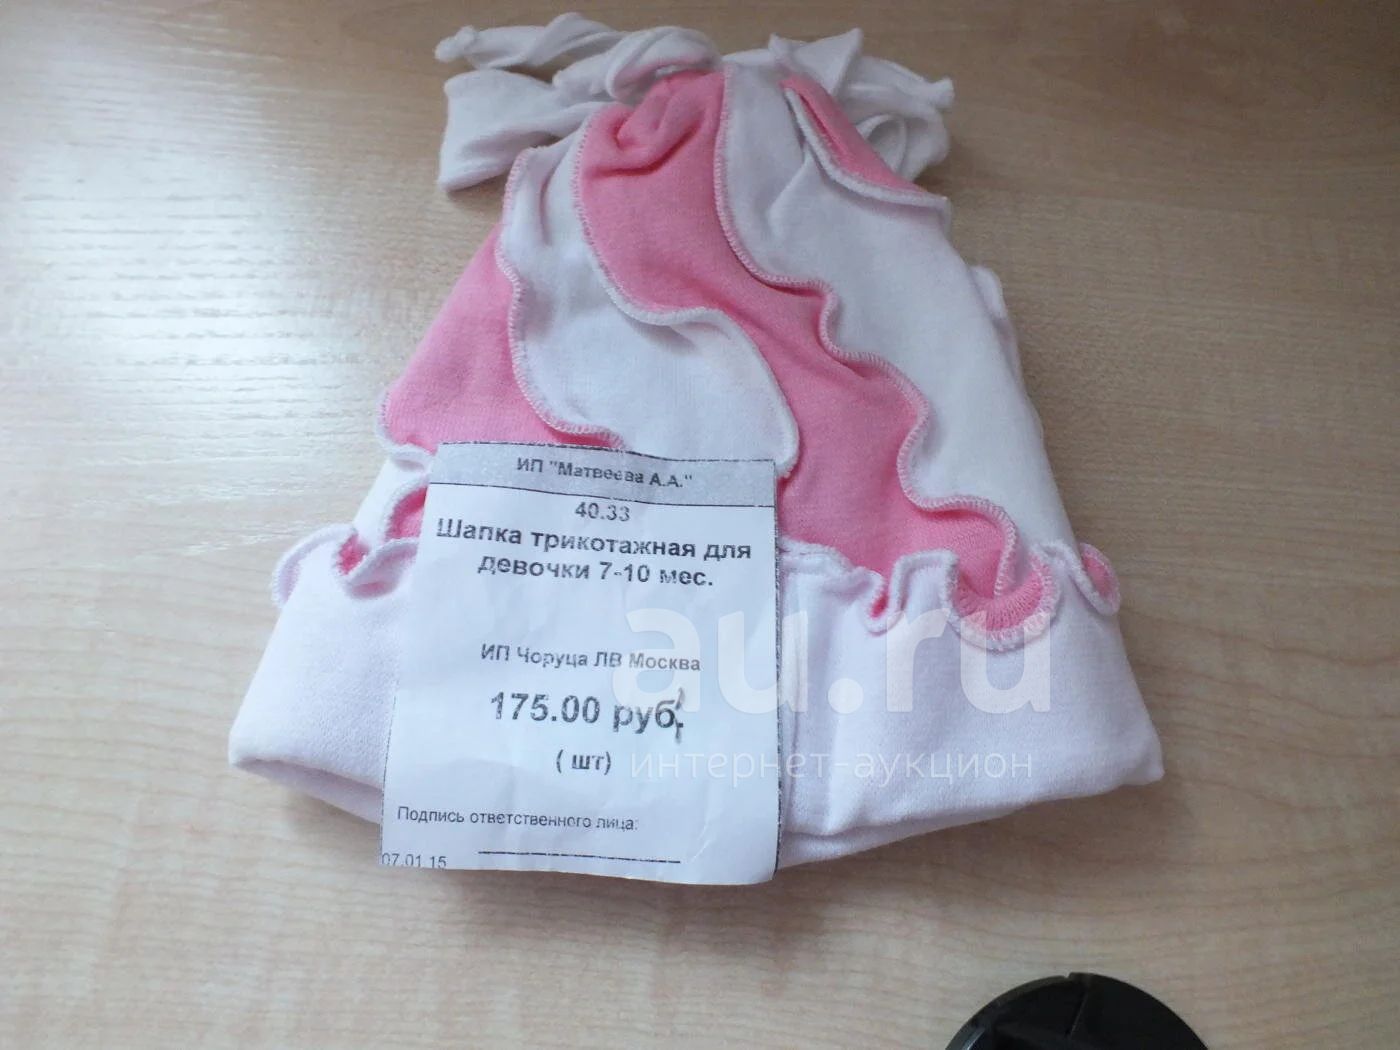 ИП "Матвеева А.А."
40.33
Шапка трикотажная для
девочки 7-10 мес.
ИП Чоруца ЛВ Москва
175.00 руб.
( шт)
Подпись ответственного лица:
07.01.15
au.ru
интернет-аукцион